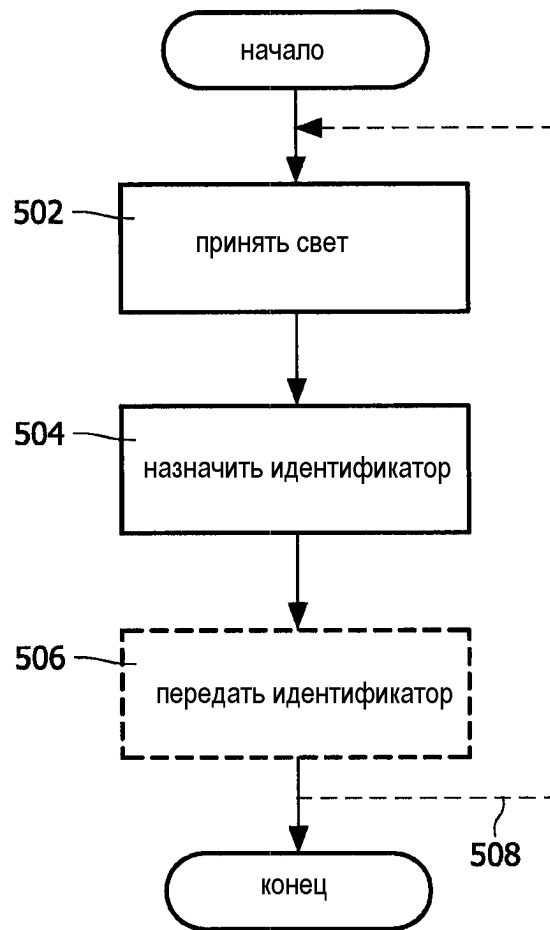 начало
502
принять свет
504
назначить идентификатор
506
передать идентификатор
508
конец